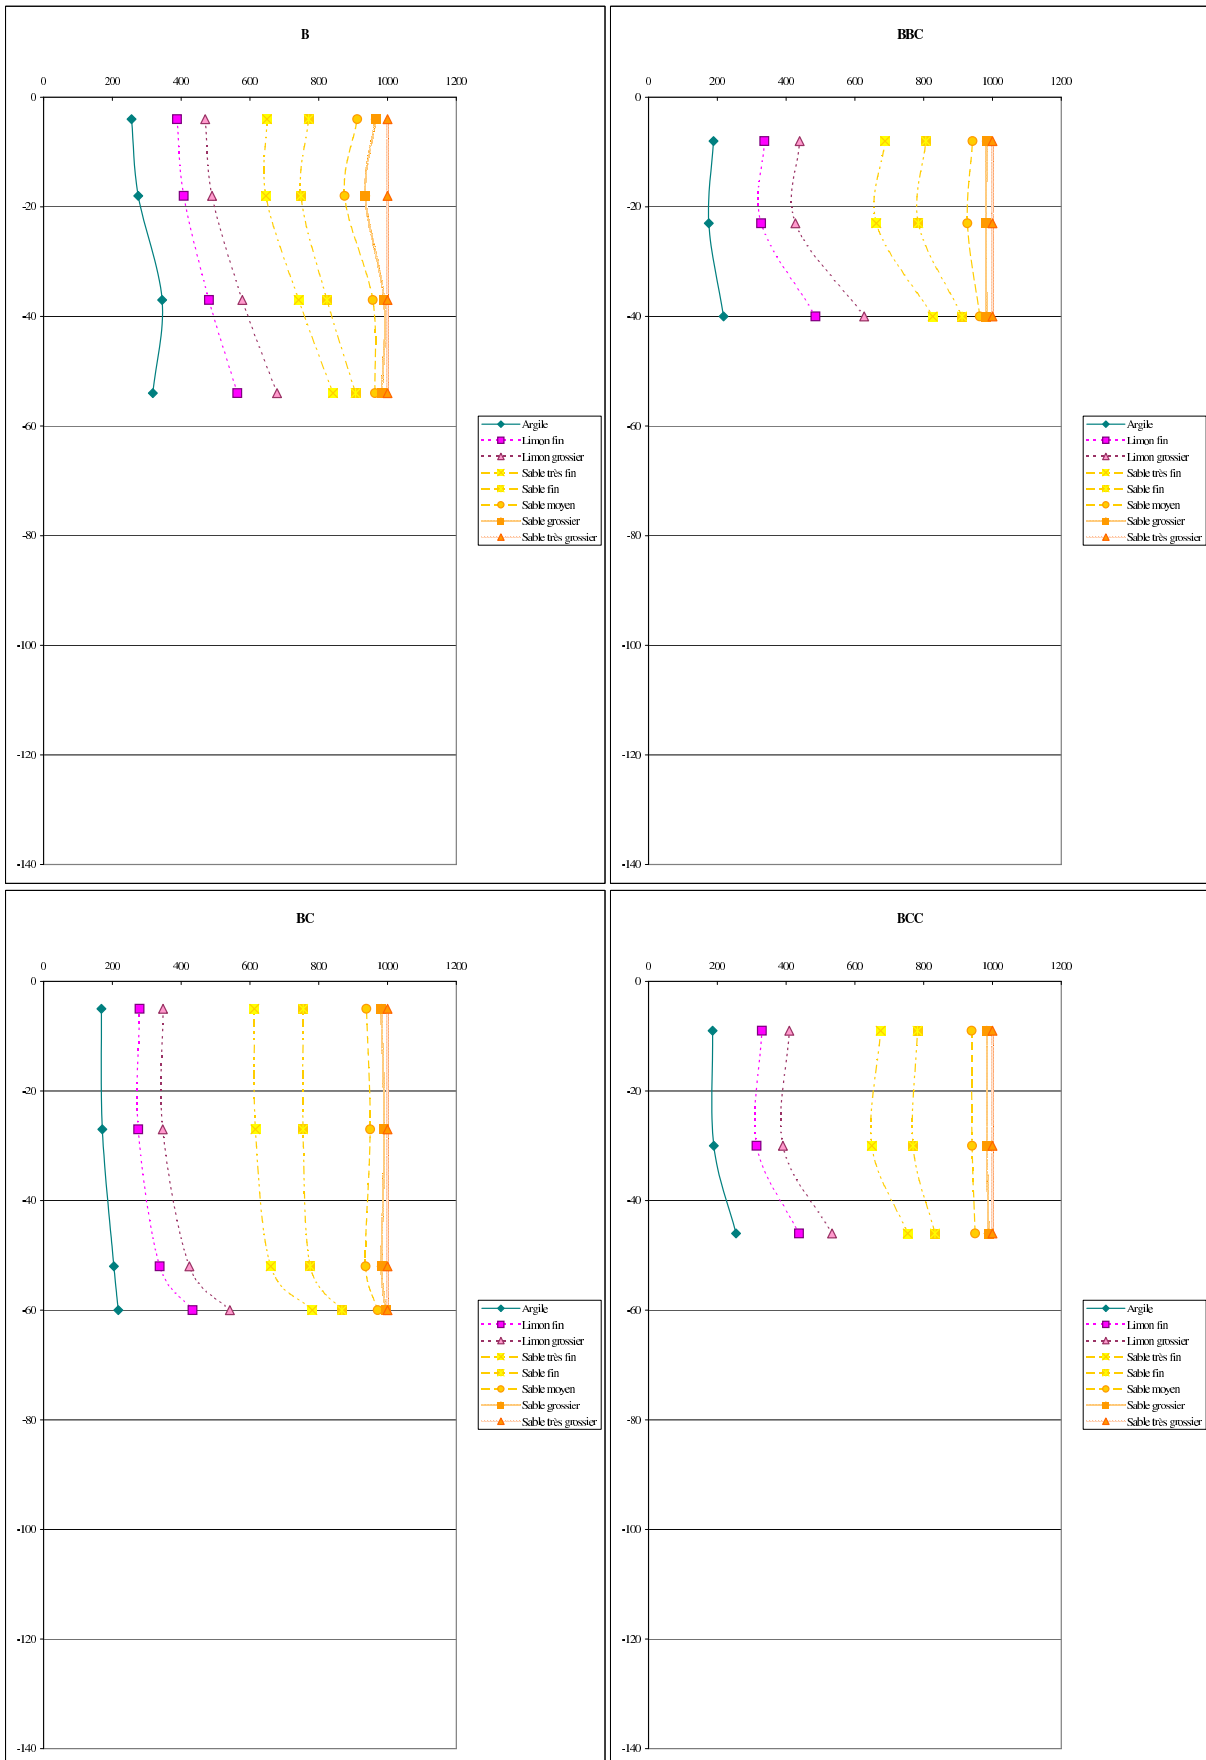 B
0 200 400 600 800 1000 1200
0
-20
-40
-60
-80
-100
-120
-140
Argile
Limon fin
Limon grossier
Sable très fin
Sable fin
Sable moyen
Sable grossier
Sable très grossier
BBC
0 200 400 600 800 1000 1200
0
-20
-40
-60
-80
-100
-120
-140
Argile
Limon fin
Limon grossier
Sable très fin
Sable fin
Sable moyen
Sable grossier
Sable très grossier
BC
0 200 400 600 800 1000 1200
0
-20
-40
-60
-80
-100
-120
-140
Argile
Limon fin
Limon grossier
Sable très fin
Sable fin
Sable moyen
Sable grossier
Sable très grossier
BCC
0 200 400 600 800 1000 1200
0
-20
-40
-60
-80
-100
-120
-140
Argile
Limon fin
Limon grossier
Sable très fin
Sable fin
Sable moyen
Sable grossier
Sable très grossier